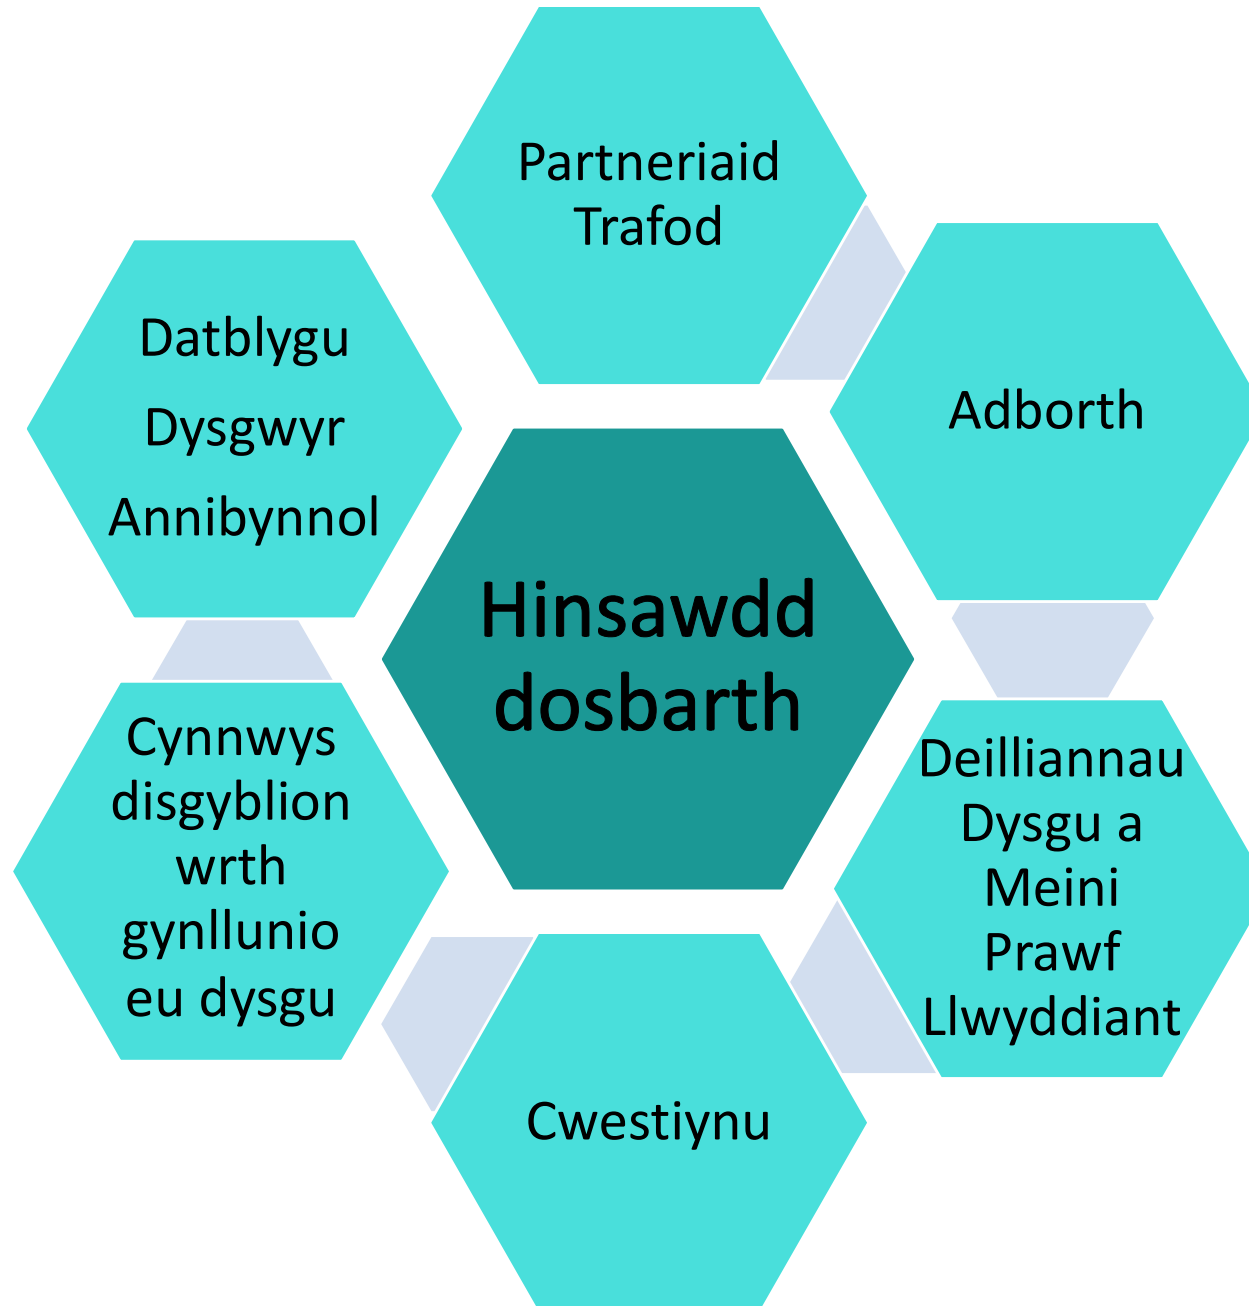 Partneriaid
Trafod
Adborth
Deilliannau
Dysgu a
Meini
Prawf
Llwyddiant
Cwestiynu
Cynnwys
disgyblion
wrth
gynllunio
eu dysgu
Datblygu
Dysgwyr
Annibynnol
Hinsawdd
dosbarth